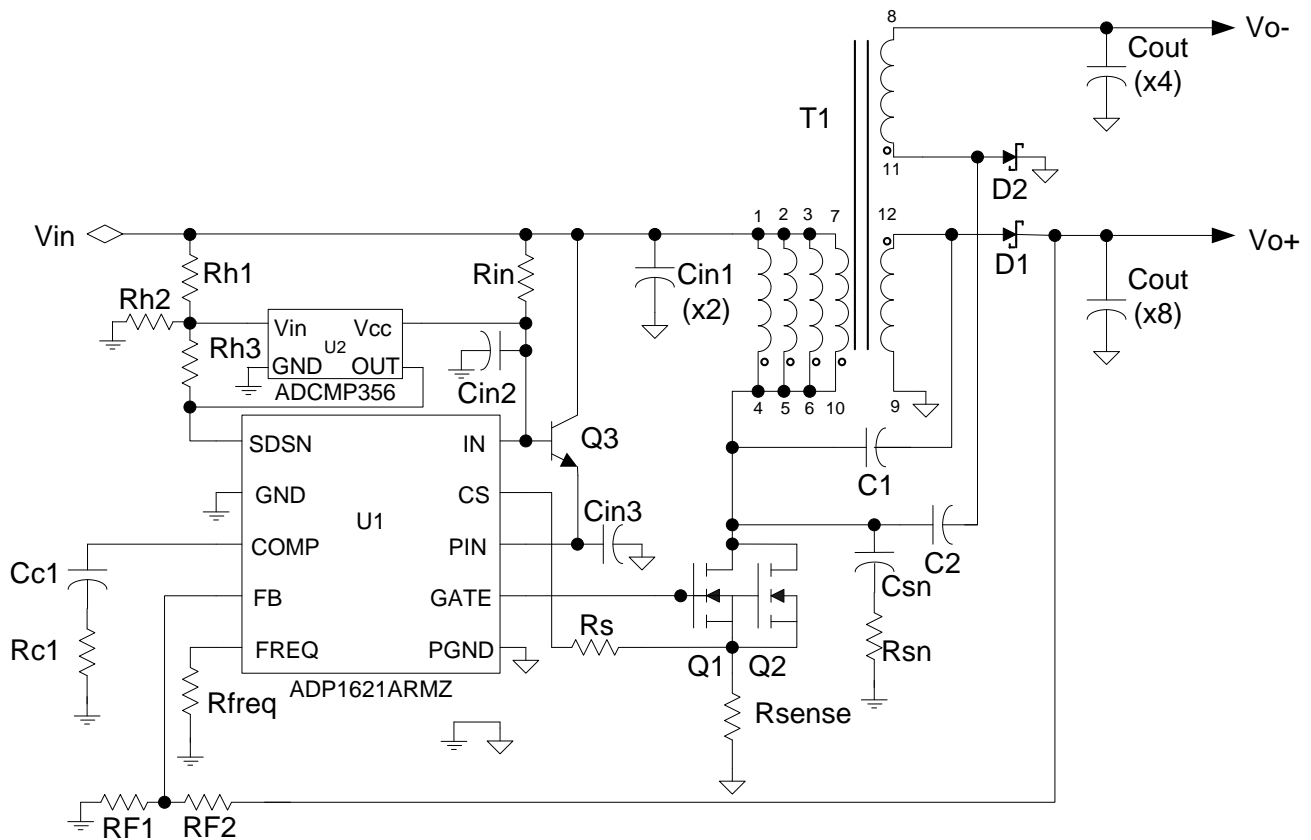 8
Vo-
Cout
(x4)
T1
11
D2
1
2
3
7
12
Vin
Vo+
D1
Rh1
Rin
Cin1
(x2)
Cout
(x8)
Rh2
Vin
Vcc
U2
Rh3
GND
OUT
ADCMP356
Cin2
4
5
6
10
9
Q3
SDSN
IN
C1
GND
CS
Cin3
U1
COMP
PIN
C2
Cc1
Csn
FB
GATE
Rs
Rc1
FREQ
PGND
Q1
Q2
Rsn
ADP1621ARMZ
Rfreq
Rsense
RF1
RF2